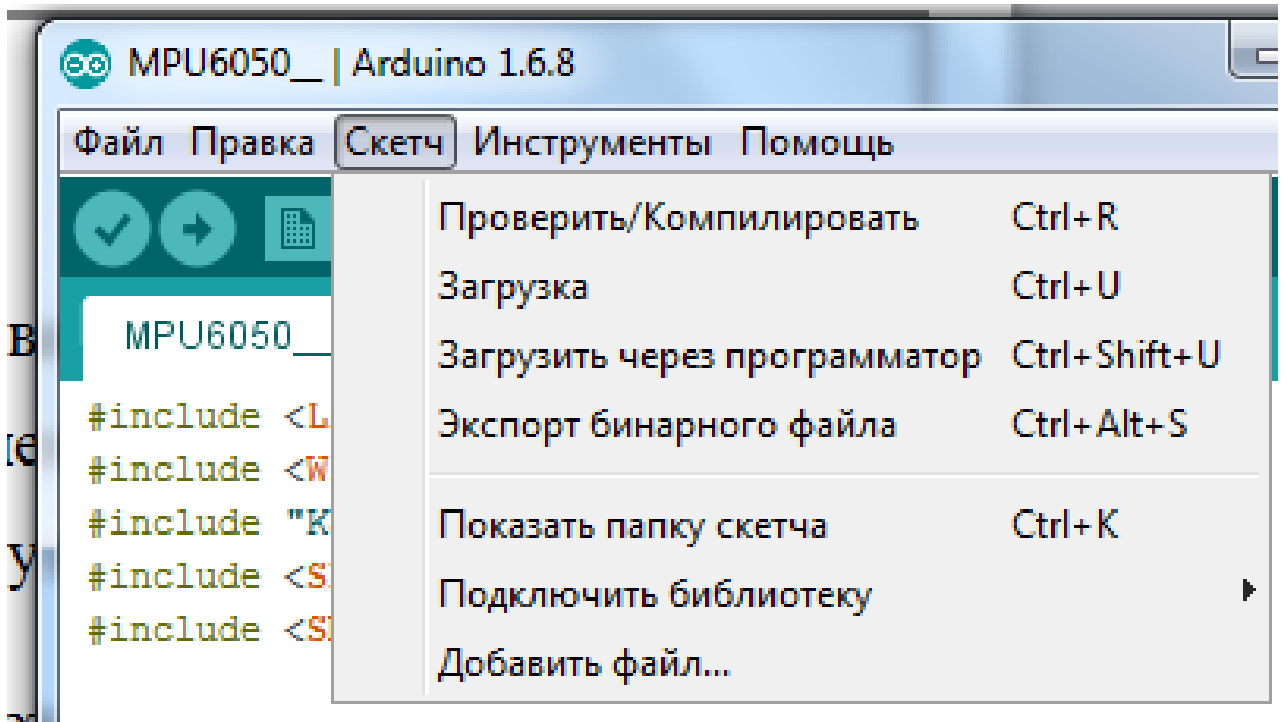 MPU6050__ | Arduino 1.6.8
Файл Правка Скетч Инструменты Помощь
Проверить/Компилировать Ctrl+R
Загрузка Ctrl+U
Загрузить через программатор Ctrl+Shift+U
Экспорт бинарного файла Ctrl+Alt+S
Показать папку скетча Ctrl+K
Подключить библиотеку
Добавить файл...
MPU6050__
#include <L
#include <W
#include "K
#include <S
#include <S